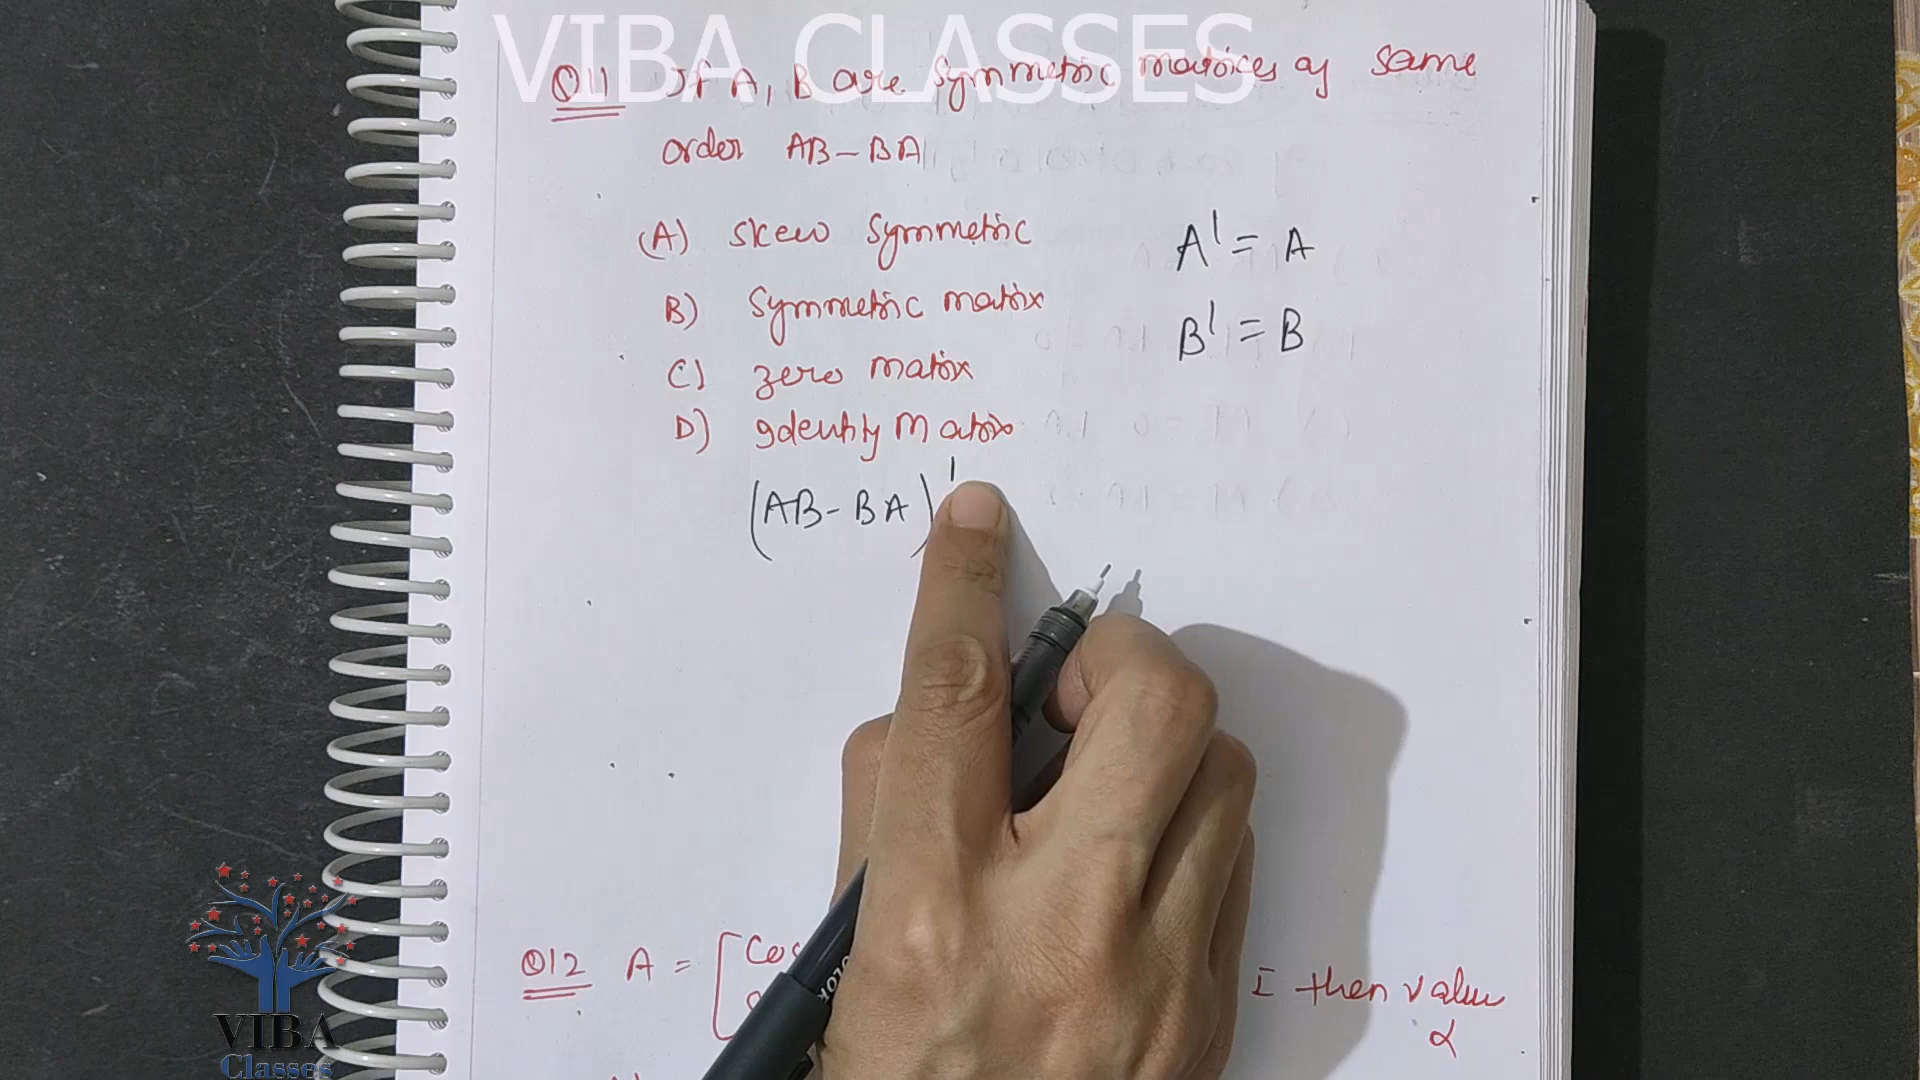 VIBA CLASSES
Q11 If A, B are Symmetric matrices of same
order AB-BA
(A) Skew Symmetric
B) Symmetric matrix
C) zero matrix
D) Identity Matrix
A' = A
B' = B
(AB-BA)'
Q12 A = [Cos
I then value
α
VIBA
Classes